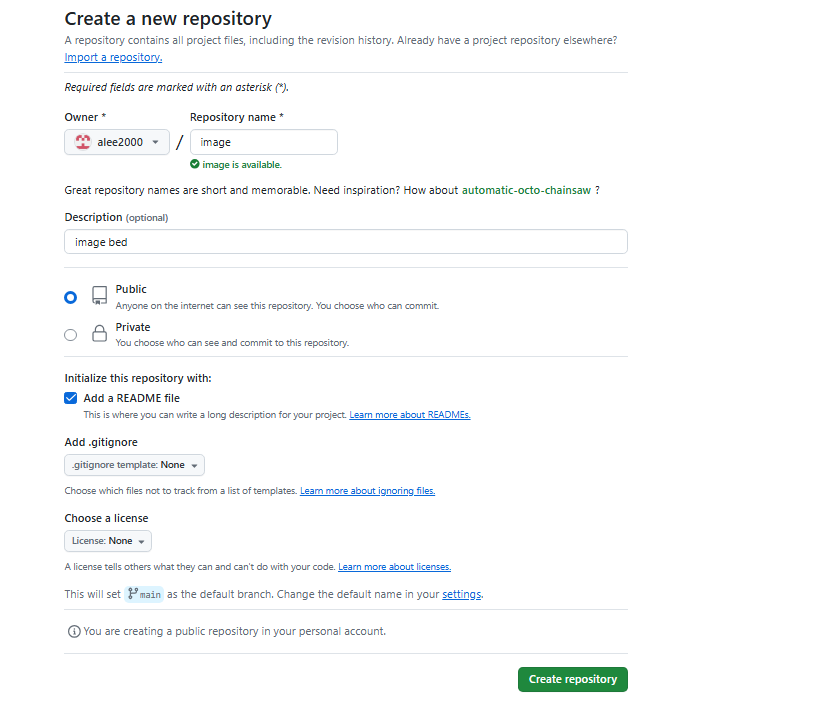 Create a new repository
A repository contains all project files, including the revision history. Already have a project repository elsewhere?
Import a repository.
Required fields are marked with an asterisk (*).
Owner *
Repository name *
alee2000
/
image
image is available.
Great repository names are short and memorable. Need inspiration? How about automatic-octo-chainsaw ?
Description (optional)
image bed
Public
Anyone on the internet can see this repository. You choose who can commit.
Private
You choose who can see and commit to this repository.
Initialize this repository with:
Add a README file
This is where you can write a long description for your project. Learn more about READMEs.
Add .gitignore
.gitignore template: None
Choose which files not to track from a list of templates. Learn more about ignoring files.
Choose a license
License: None
A license tells others what they can and can't do with your code. Learn more about licenses.
This will set main as the default branch. Change the default name in your settings.
You are creating a public repository in your personal account.
Create repository